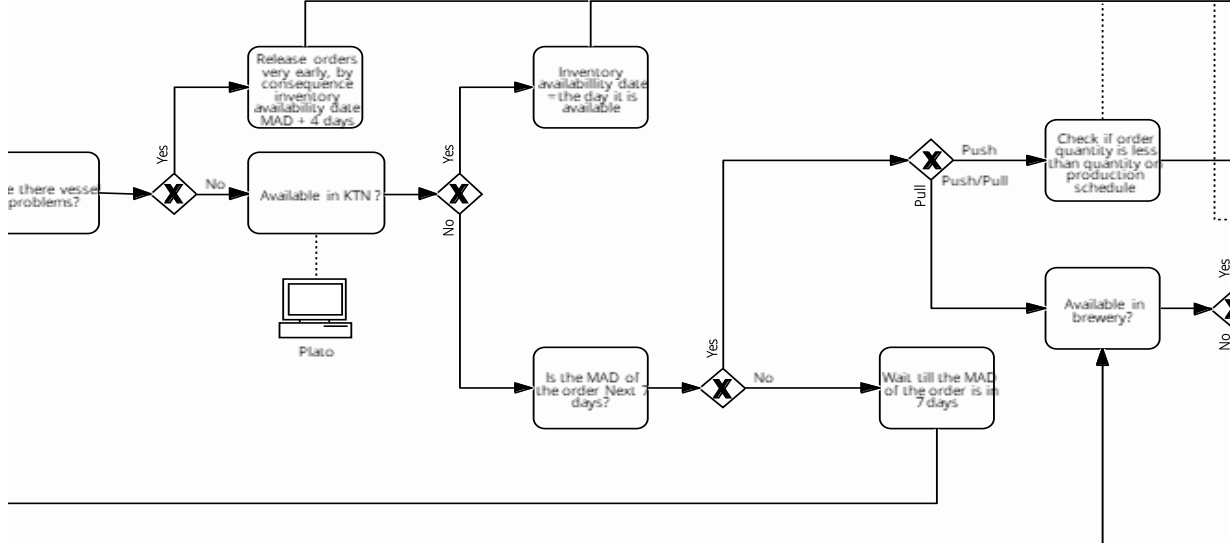 Release orders
very early, by
consequence
inventory
availability date
MAD + 4 days
Inventory
availabillity date
= the day it is
available
Yes
Yes
e there vesse
problems?
No
Available in KTN ?
No
Plato
Push
Push/Pull
Pull
Check if order
quantity is less
than quantity on
production
schedule
Available in
brewery?
Yes
No
Is the MAD of
the order Next 7
days?
Yes
No
Wait till the MAD
of the order is in
7 days